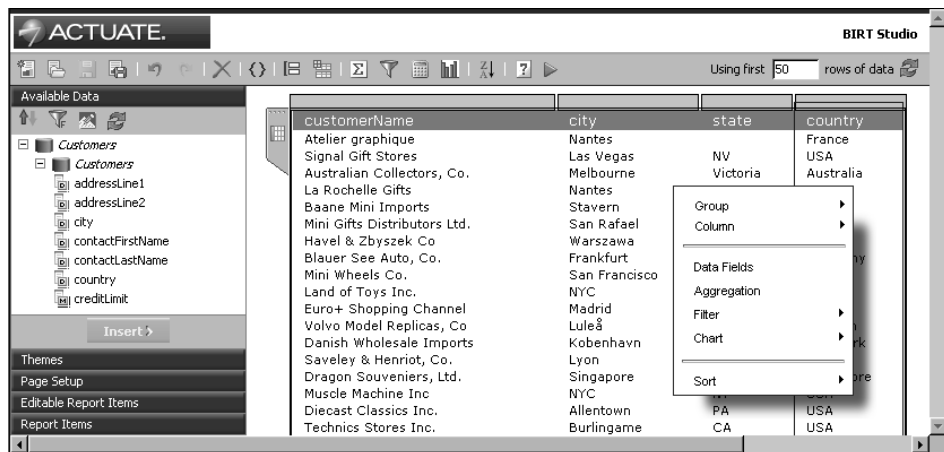 ACTUATE.
BIRT Studio
Using first 50 rows of data
Available Data
Customers
Customers
addressLine1
addressLine2
city
contactFirstName
contactLastName
country
creditLimit
Insert
Themes
Page Setup
Editable Report Items
Report Items
customerName city state country
Atelier graphique Nantes France
Signal Gift Stores Las Vegas NV USA
Australian Collectors, Co. Melbourne Victoria Australia
La Rochelle Gifts Nantes
Baane Mini Imports Stavern
Mini Gifts Distributors Ltd. San Rafael
Havel & Zbyszek Co Warszawa
Blauer See Auto, Co. Frankfurt
Mini Wheels Co. San Francisco
Land of Toys Inc. NYC
Euro+ Shopping Channel Madrid
Volvo Model Replicas, Co Luleå
Danish Wholesale Imports Kobenhavn
Saveley & Henriot, Co. Lyon
Dragon Souveniers, Ltd. Singapore
Muscle Machine Inc NYC
Diecast Classics Inc. Allentown PA USA
Technics Stores Inc. Burlingame CA USA
Group
Column
Data Fields
Aggregation
Filter
Chart
Sort